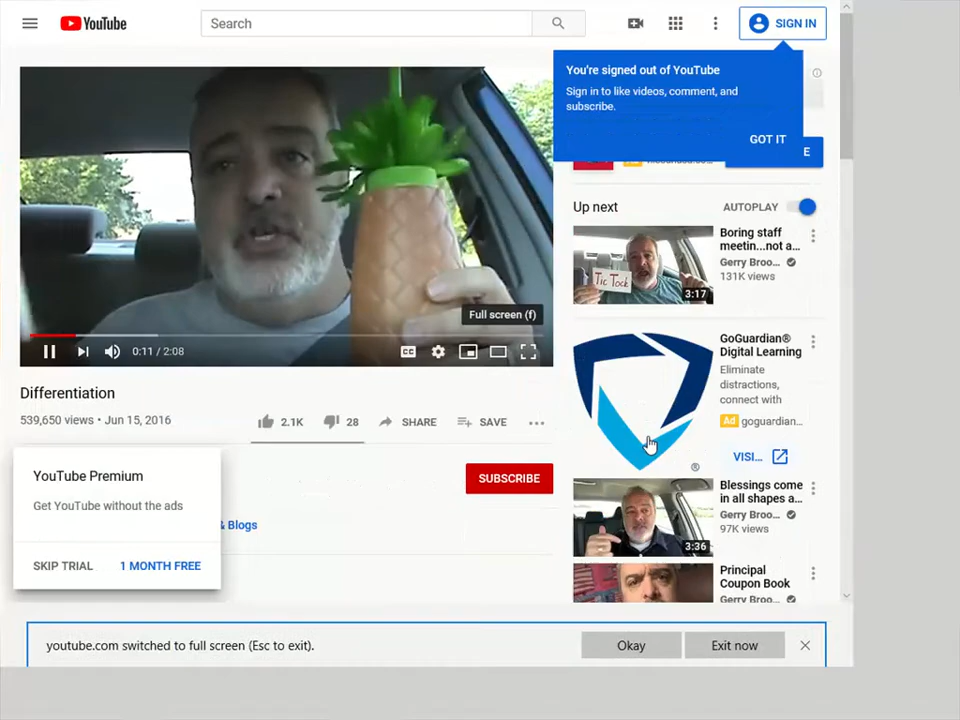 YouTube
Search
SIGN IN
You're signed out of YouTube
Sign in to like videos, comment, and
subscribe.
GOT IT
E
Up next
AUTOPLAY
Boring staff
meetin...not a...
Gerry Broo...
131K views
Tic Tock
3:17
Full screen (f)
0:11 / 2:08
CC
GoGuardian®
Digital Learning
Eliminate
distractions,
connect with
Ad goguardian...
VISI...
®
Differentiation
539,650 views • Jun 15, 2016
2.1K
28
SHARE
SAVE
YouTube Premium
Get YouTube without the ads
SKIP TRIAL
1 MONTH FREE
SUBSCRIBE
& Blogs
Blessings come
in all shapes a...
Gerry Broo...
97K views
3:36
Principal
Coupon Book
Gerry Broo...
youtube.com switched to full screen (Esc to exit).
Okay
Exit now